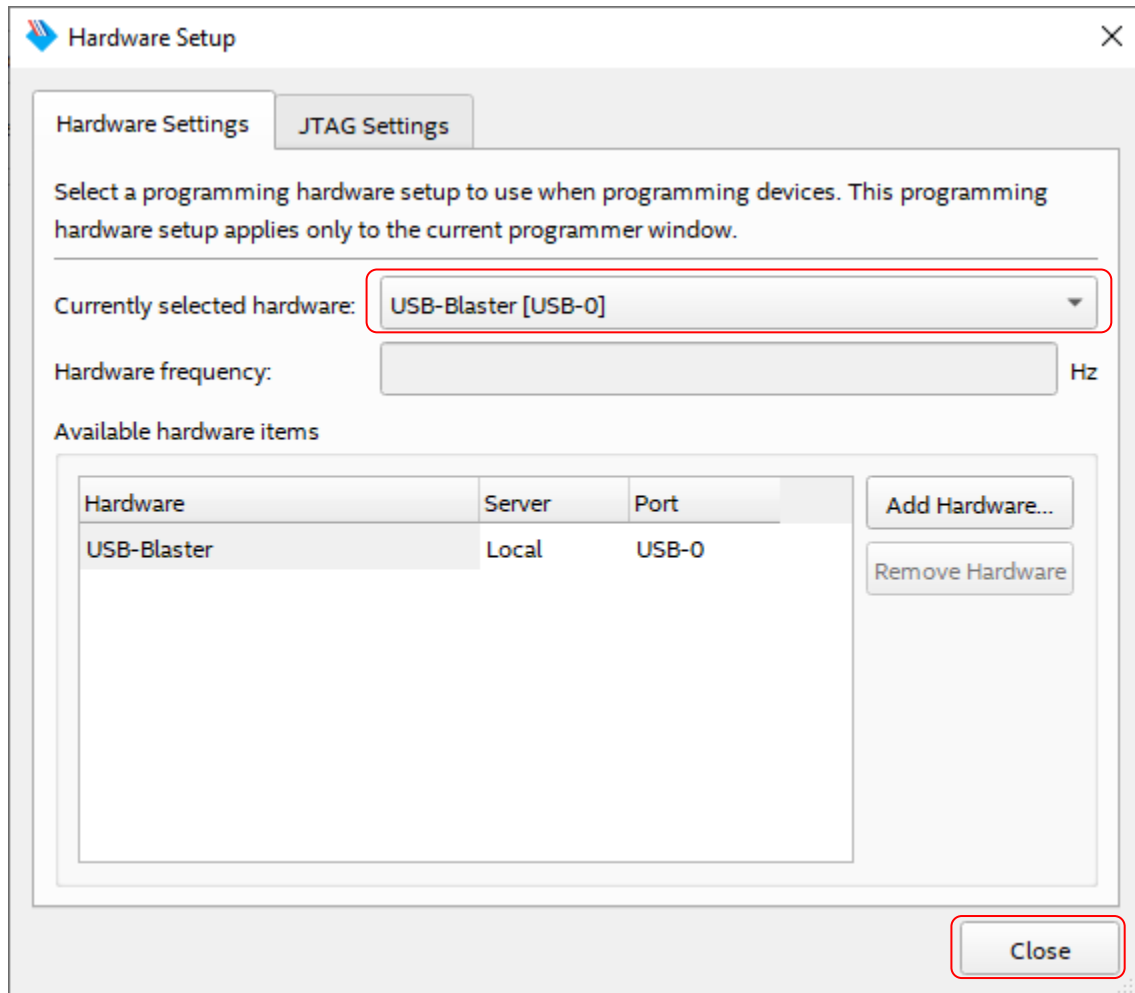 Hardware Setup
Hardware Settings
JTAG Settings
Select a programming hardware setup to use when programming devices. This programming
hardware setup applies only to the current programmer window.
Currently selected hardware: USB-Blaster [USB-0]
Hardware frequency: Hz
Available hardware items
Hardware Server Port
USB-Blaster Local USB-0
Add Hardware...
Remove Hardware
Close